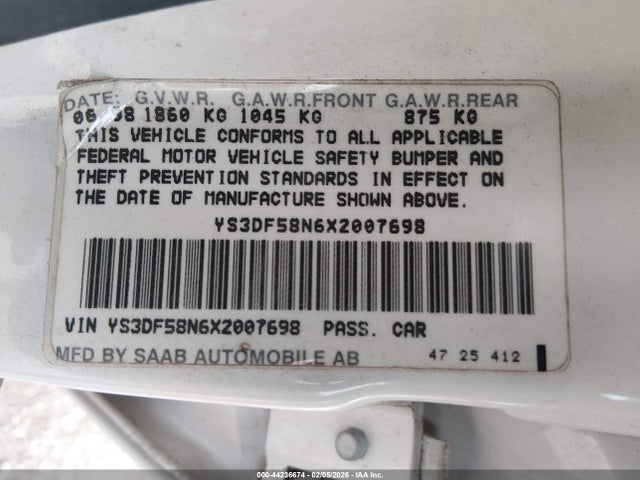 DATE: G.V.W.R. G.A.W.R.FRONT G.A.W.R.REAR
06 98 1860 KG 1045 KG 875 KG
THIS VEHICLE CONFORMS TO ALL APPLICABLE
FEDERAL MOTOR VEHICLE SAFETY BUMPER AND
THEFT PREVENTION STANDARDS IN EFFECT ON
THE DATE OF MANUFACTURE SHOWN ABOVE.
YS3DF58N6X2007698
VIN YS3DF58N6X2007698 PASS. CAR
MFD BY SAAB AUTOMOBILE AB 47 25 412
000-44236674 | 02/05/2026 - IAADO